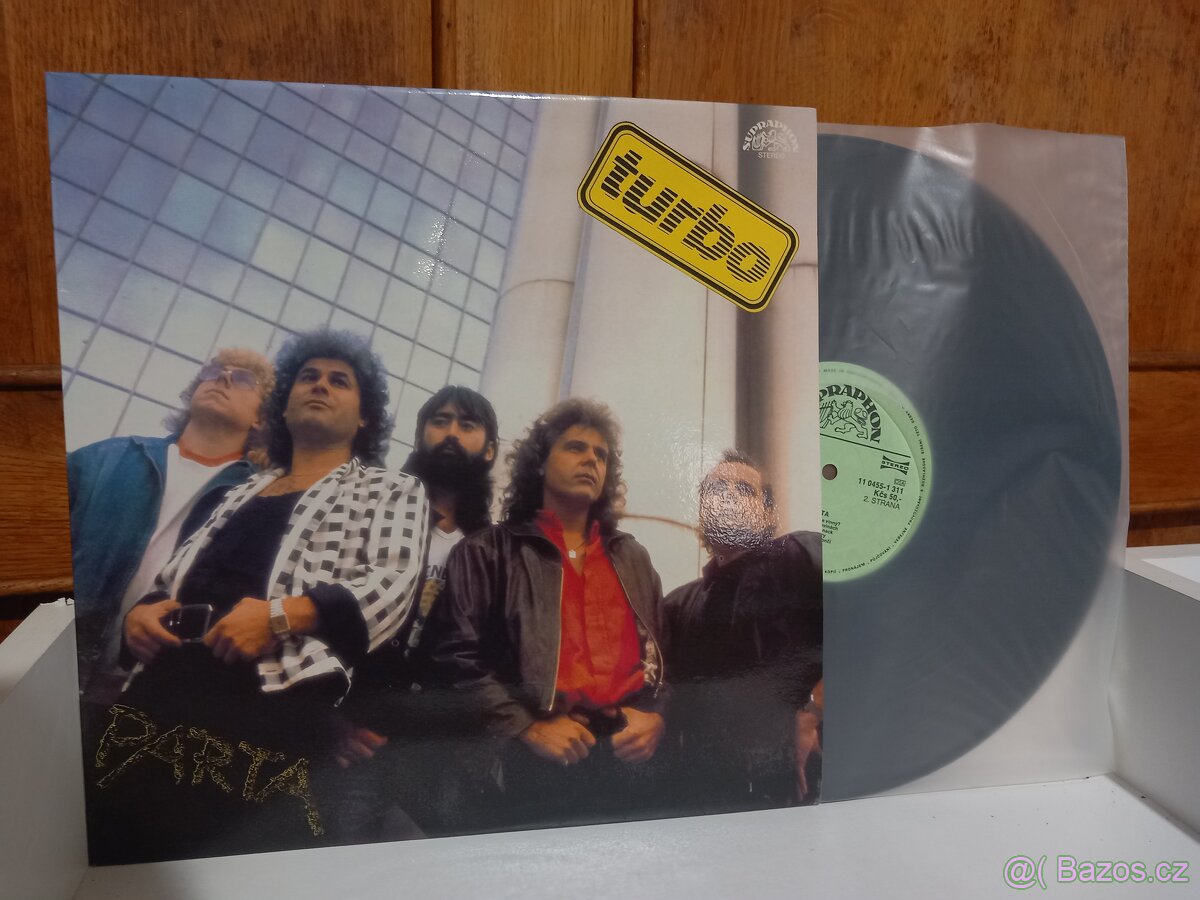 turbo
SUPRAPHON
STEREO
PARTA
SUPRAPHON
STEREO
11 0455-1 311
Kčs 50,-
2. STRANA
@( Bazos.cz